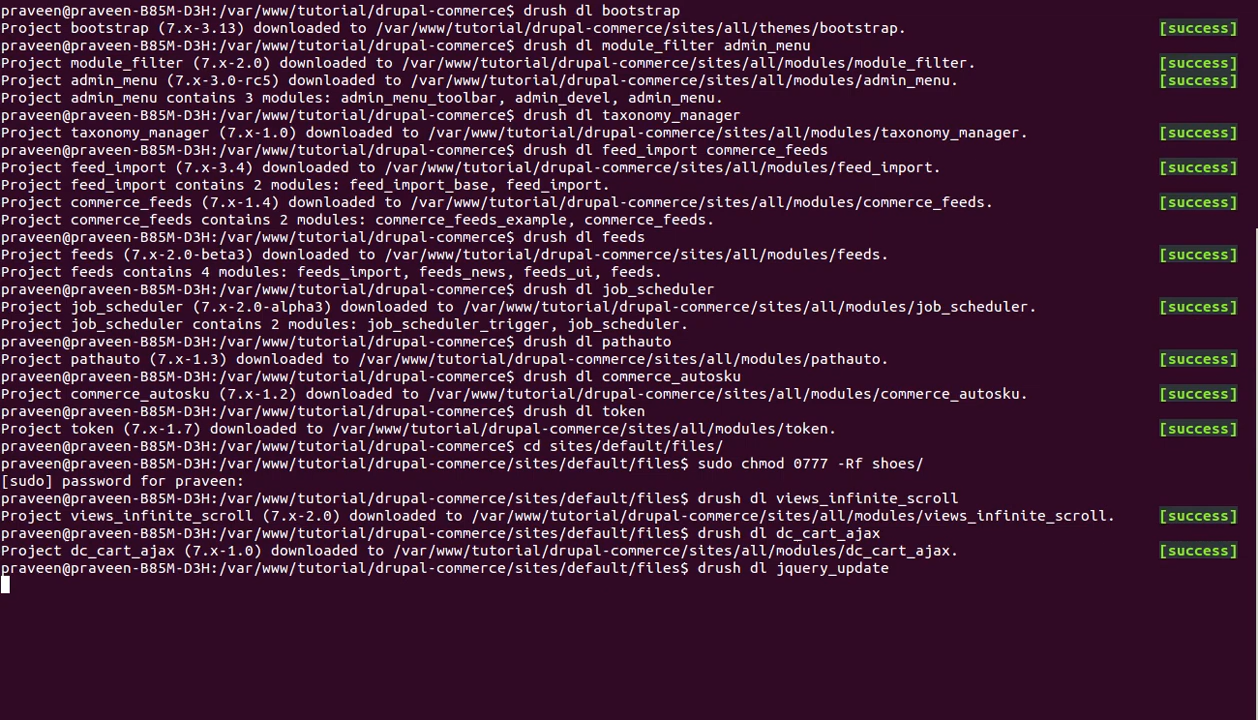 praveen@praveen-B85M-D3H:/var/www/tutorial/drupal-commerce$ drush dl bootstrap
Project bootstrap (7.x-3.13) downloaded to /var/www/tutorial/drupal-commerce/sites/all/themes/bootstrap. [success]
praveen@praveen-B85M-D3H:/var/www/tutorial/drupal-commerce$ drush dl module_filter admin_menu
Project module_filter (7.x-2.0) downloaded to /var/www/tutorial/drupal-commerce/sites/all/modules/module_filter. [success]
Project admin_menu (7.x-3.0-rc5) downloaded to /var/www/tutorial/drupal-commerce/sites/all/modules/admin_menu. [success]
Project admin_menu contains 3 modules: admin_menu_toolbar, admin_devel, admin_menu.
praveen@praveen-B85M-D3H:/var/www/tutorial/drupal-commerce$ drush dl taxonomy_manager
Project taxonomy_manager (7.x-1.0) downloaded to /var/www/tutorial/drupal-commerce/sites/all/modules/taxonomy_manager. [success]
praveen@praveen-B85M-D3H:/var/www/tutorial/drupal-commerce$ drush dl feed_import commerce_feeds
Project feed_import (7.x-3.4) downloaded to /var/www/tutorial/drupal-commerce/sites/all/modules/feed_import. [success]
Project feed_import contains 2 modules: feed_import_base, feed_import.
Project commerce_feeds (7.x-1.4) downloaded to /var/www/tutorial/drupal-commerce/sites/all/modules/commerce_feeds. [success]
Project commerce_feeds contains 2 modules: commerce_feeds_example, commerce_feeds.
praveen@praveen-B85M-D3H:/var/www/tutorial/drupal-commerce$ drush dl feeds
Project feeds (7.x-2.0-beta3) downloaded to /var/www/tutorial/drupal-commerce/sites/all/modules/feeds. [success]
Project feeds contains 4 modules: feeds_import, feeds_news, feeds_ui, feeds.
praveen@praveen-B85M-D3H:/var/www/tutorial/drupal-commerce$ drush dl job_scheduler
Project job_scheduler (7.x-2.0-alpha3) downloaded to /var/www/tutorial/drupal-commerce/sites/all/modules/job_scheduler. [success]
Project job_scheduler contains 2 modules: job_scheduler_trigger, job_scheduler.
praveen@praveen-B85M-D3H:/var/www/tutorial/drupal-commerce$ drush dl pathauto
Project pathauto (7.x-1.3) downloaded to /var/www/tutorial/drupal-commerce/sites/all/modules/pathauto. [success]
praveen@praveen-B85M-D3H:/var/www/tutorial/drupal-commerce$ drush dl commerce_autosku
Project commerce_autosku (7.x-1.2) downloaded to /var/www/tutorial/drupal-commerce/sites/all/modules/commerce_autosku. [success]
praveen@praveen-B85M-D3H:/var/www/tutorial/drupal-commerce$ drush dl token
Project token (7.x-1.7) downloaded to /var/www/tutorial/drupal-commerce/sites/all/modules/token. [success]
praveen@praveen-B85M-D3H:/var/www/tutorial/drupal-commerce$ cd sites/default/files/
praveen@praveen-B85M-D3H:/var/www/tutorial/drupal-commerce/sites/default/files$ sudo chmod 0777 -Rf shoes/
[sudo] password for praveen:
praveen@praveen-B85M-D3H:/var/www/tutorial/drupal-commerce/sites/default/files$ drush dl views_infinite_scroll
Project views_infinite_scroll (7.x-2.0) downloaded to /var/www/tutorial/drupal-commerce/sites/all/modules/views_infinite_scroll. [success]
praveen@praveen-B85M-D3H:/var/www/tutorial/drupal-commerce/sites/default/files$ drush dl dc_cart_ajax
Project dc_cart_ajax (7.x-1.0) downloaded to /var/www/tutorial/drupal-commerce/sites/all/modules/dc_cart_ajax. [success]
praveen@praveen-B85M-D3H:/var/www/tutorial/drupal-commerce/sites/default/files$ drush dl jquery_update